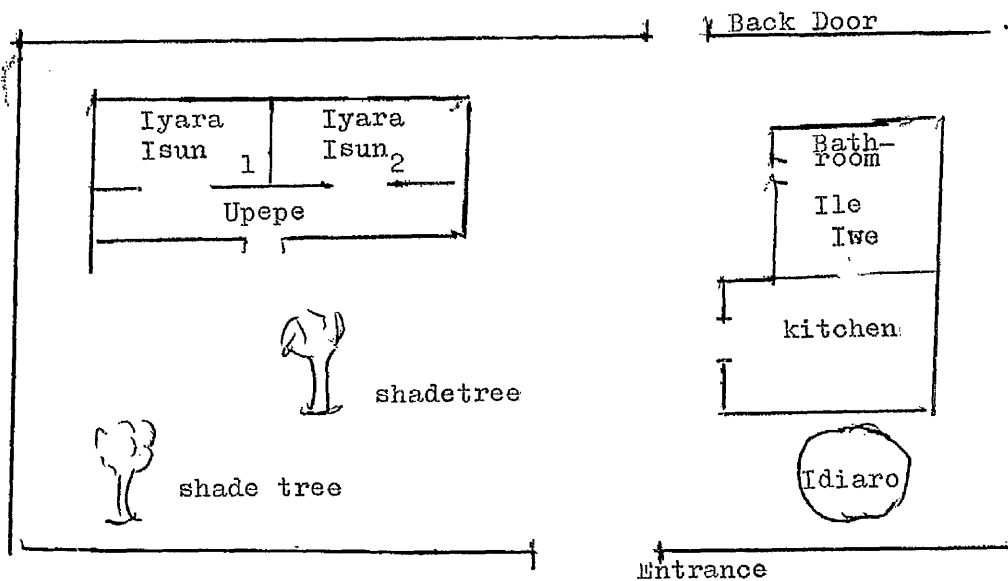 Back Door
Iyara
Isun 1
Iyara
Isun 2
Upepe
Bath-
room
Ile
Iwe
kitchen
shadetree
shade tree
Idiaro
Entrance